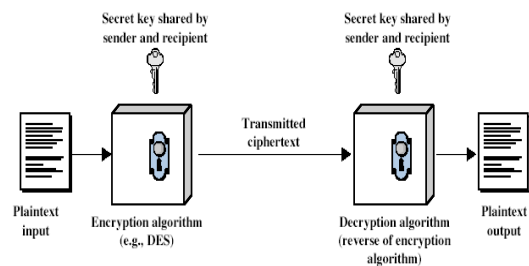 Secret key shared by
sender and recipient
Secret key shared by
sender and recipient
Transmitted
ciphertext
Plaintext
input
Encryption algorithm
(e.g., DES)
Decryption algorithm
(reverse of encryption
algorithm)
Plaintext
output